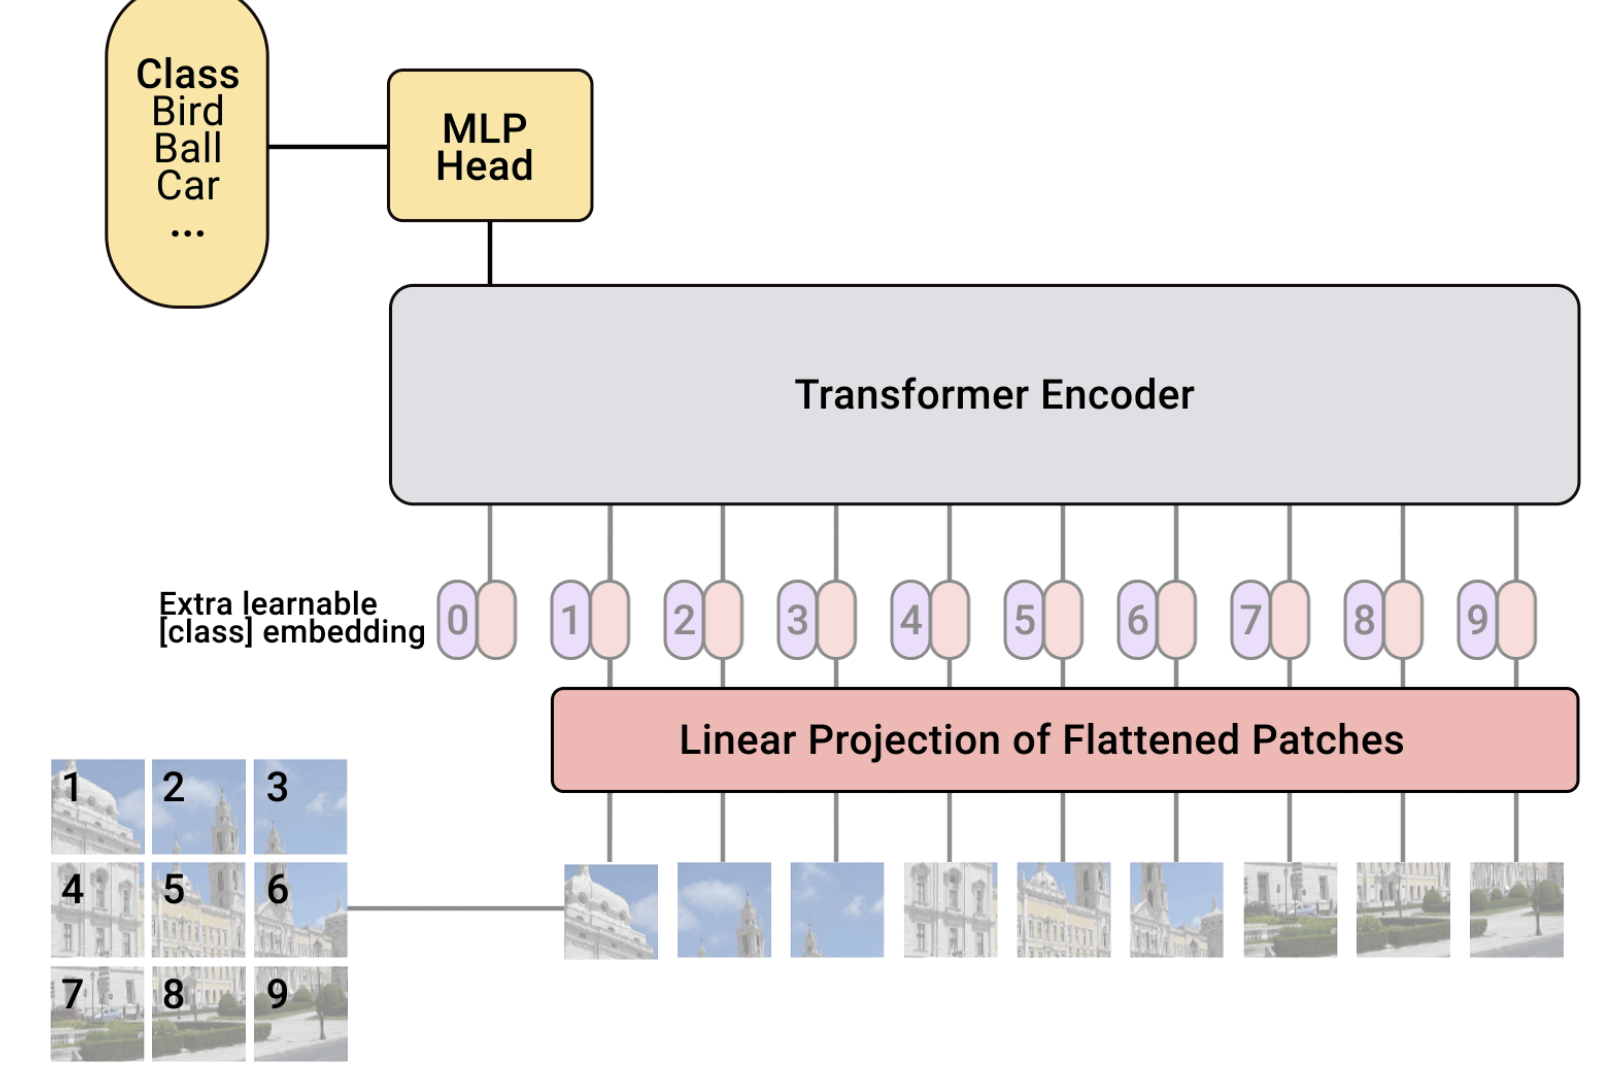 Class
Bird
Ball
Car
...
MLP
Head
Transformer Encoder
Extra learnable
[class] embedding
0 1 2 3 4 5 6 7 8 9
Linear Projection of Flattened Patches
1 2 3
4 5 6
7 8 9